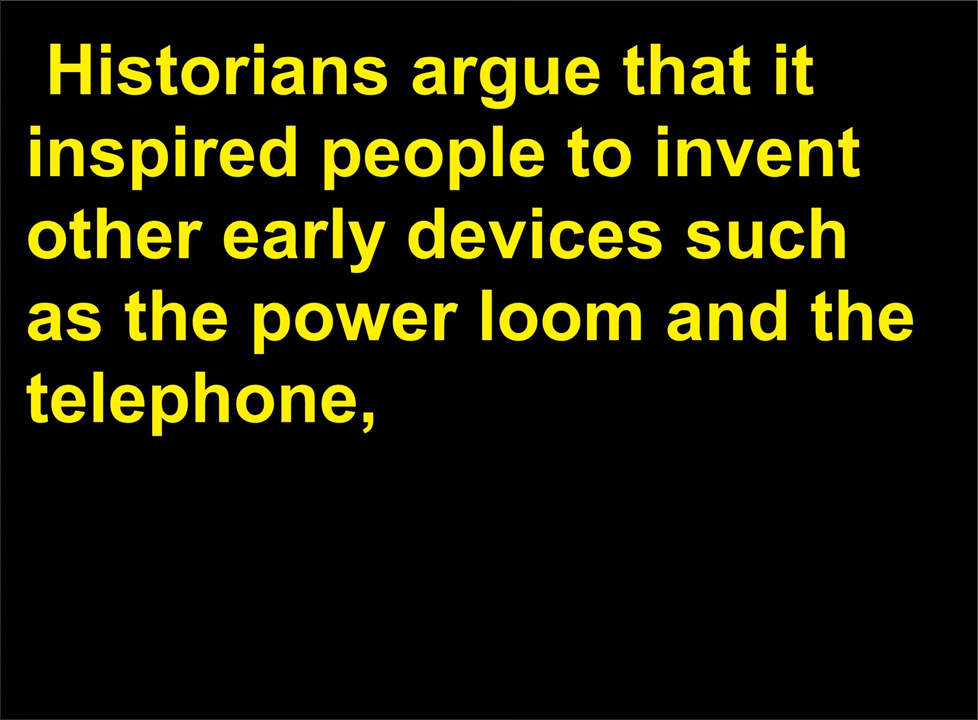 Historians argue that it
inspired people to invent
other early devices such
as the power loom and the
telephone,